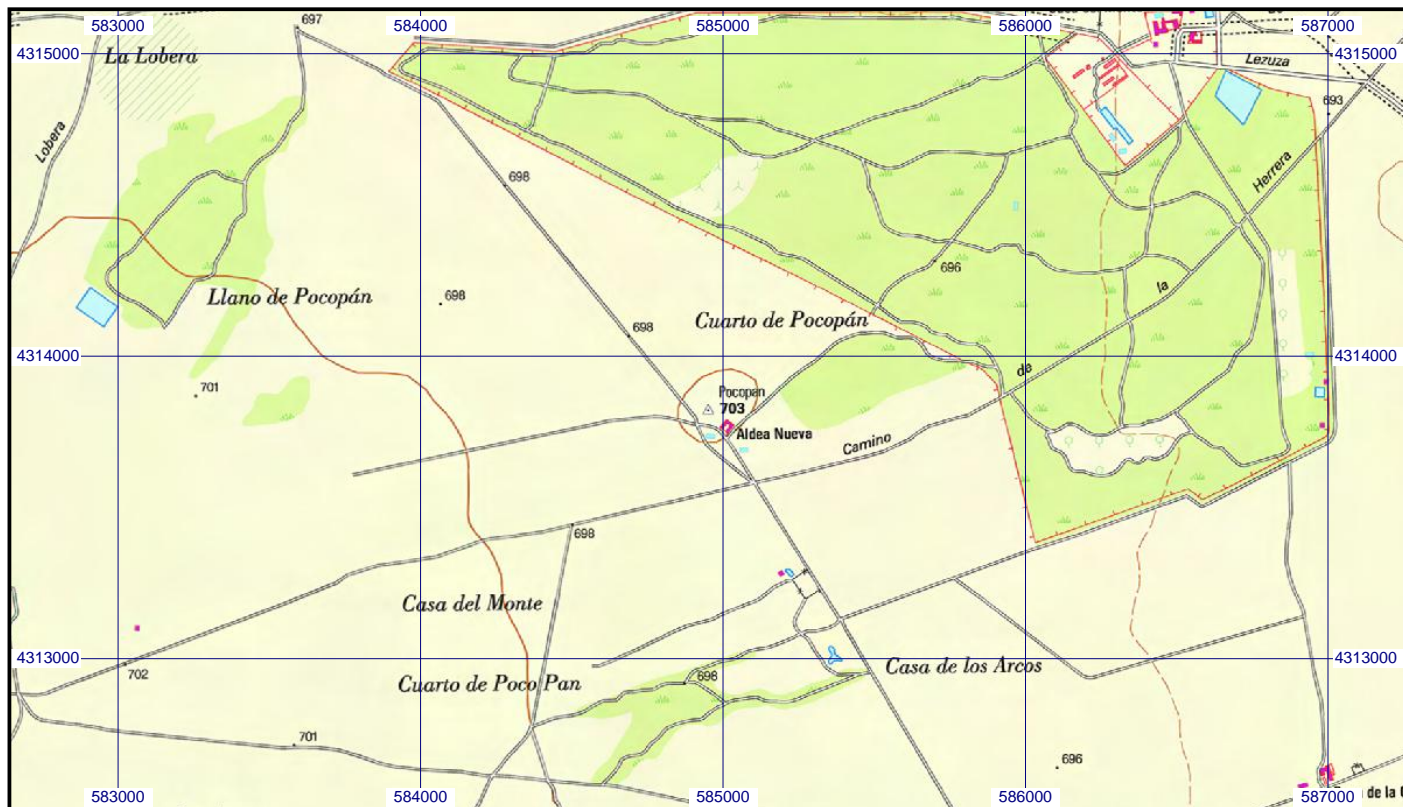 583000
584000
585000
586000
587000
697
4315000
4315000
La Lobera
Lezuza
693
Lobera
698
Herrera
696
la
Llano de Pocopán
698
Cuarto de Pocopán
698
4314000
4314000
de
701
Pocopán
703
Aldea Nueva
Camino
698
Casa del Monte
4313000
4313000
702
Casa de los Arcos
Cuarto de Poco Pan
698
701
696
de la
583000
584000
585000
586000
587000